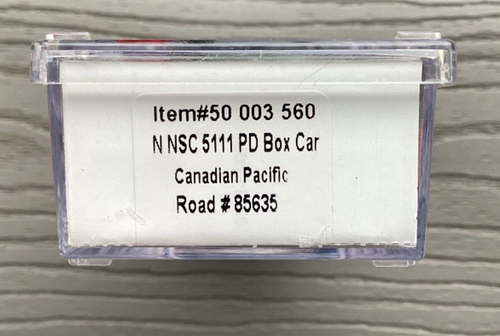 Item#50 003 560
N NSC 5111 PD Box Car
Canadian Pacific
Road # 85635